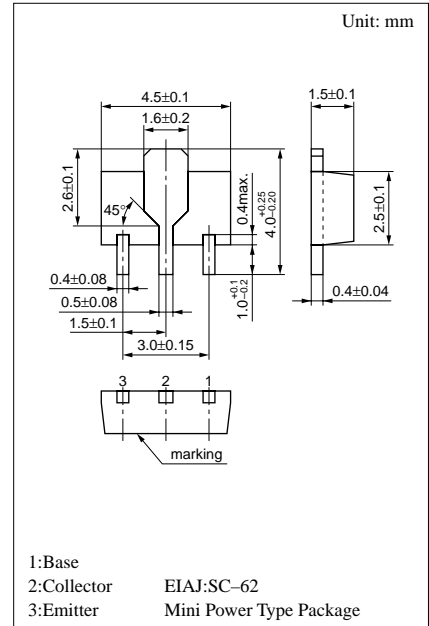 Unit: mm
4.5±0.1
1.6±0.2
1.5±0.1
2.6±0.1
45°
0.4max.
4.0 +0.25 −0.20
2.5±0.1
0.4±0.08
0.5±0.08
1.0 +0.1 −0.2
0.4±0.04
1.5±0.1
3.0±0.15
3 2 1
marking
1:Base
2:Collector EIAJ:SC–62
3:Emitter Mini Power Type Package